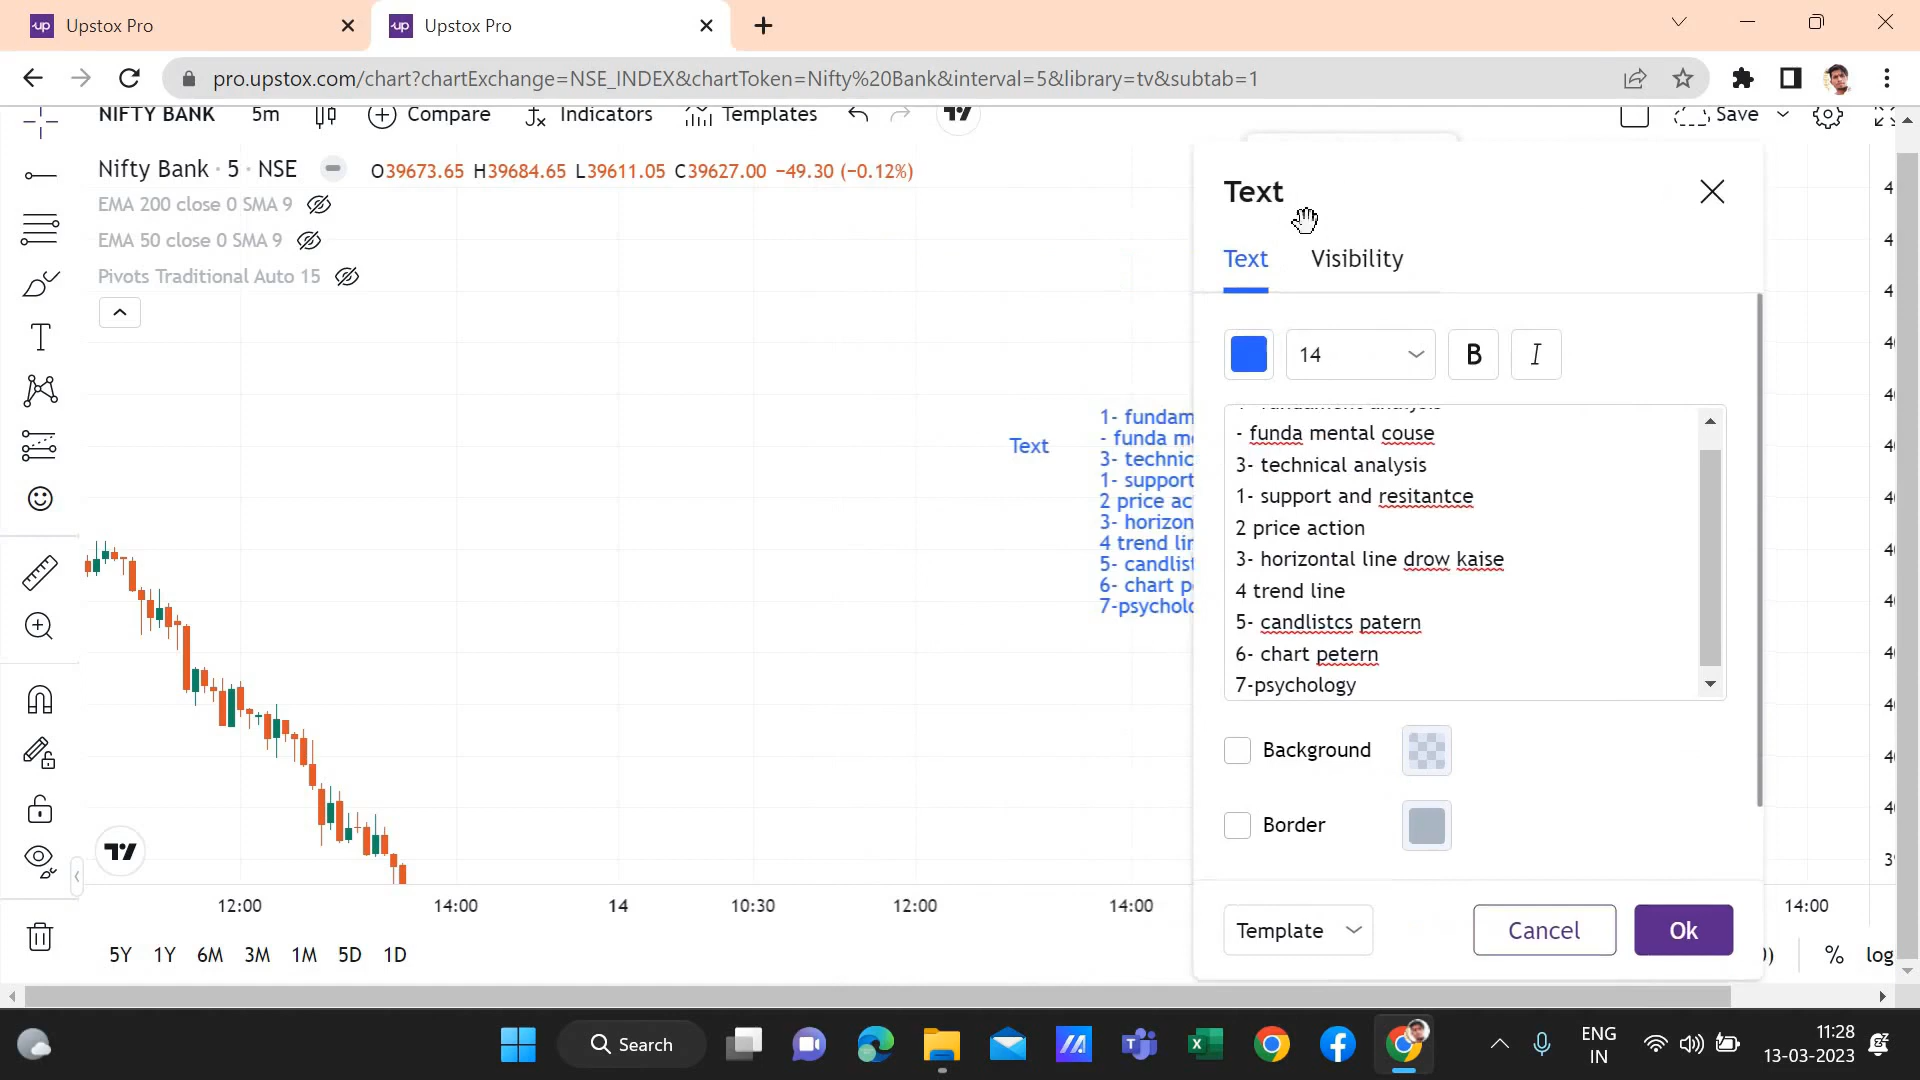 Upstox Pro
Upstox Pro
pro.upstox.com/chart?chartExchange=NSE_INDEX&chartToken=Nifty%20Bank&interval=5&library=tv&subtab=1
NIFTY BANK 5m Compare Indicators Templates Save
Nifty Bank · 5 · NSE O39673.65 H39684.65 L39611.05 C39627.00 −49.30 (−0.12%)
EMA 200 close 0 SMA 9
EMA 50 close 0 SMA 9
Pivots Traditional Auto 15
Text
1- fundam
- funda m
3- technic
1- support
2 price ac
3- horizon
4 trend lin
5- candlist
6- chart p
7-psycholo
Text
Text Visibility
14 B I
- funda mental couse
3- technical analysis
1- support and resitantce
2 price action
3- horizontal line drow kaise
4 trend line
5- candlistcs patern
6- chart petern
7-psychology
Background
Border
Template Cancel Ok
12:00 14:00 14 10:30 12:00 14:00 14:00
5Y 1Y 6M 3M 1M 5D 1D % log
Search
ENG
IN
11:28
13-03-2023